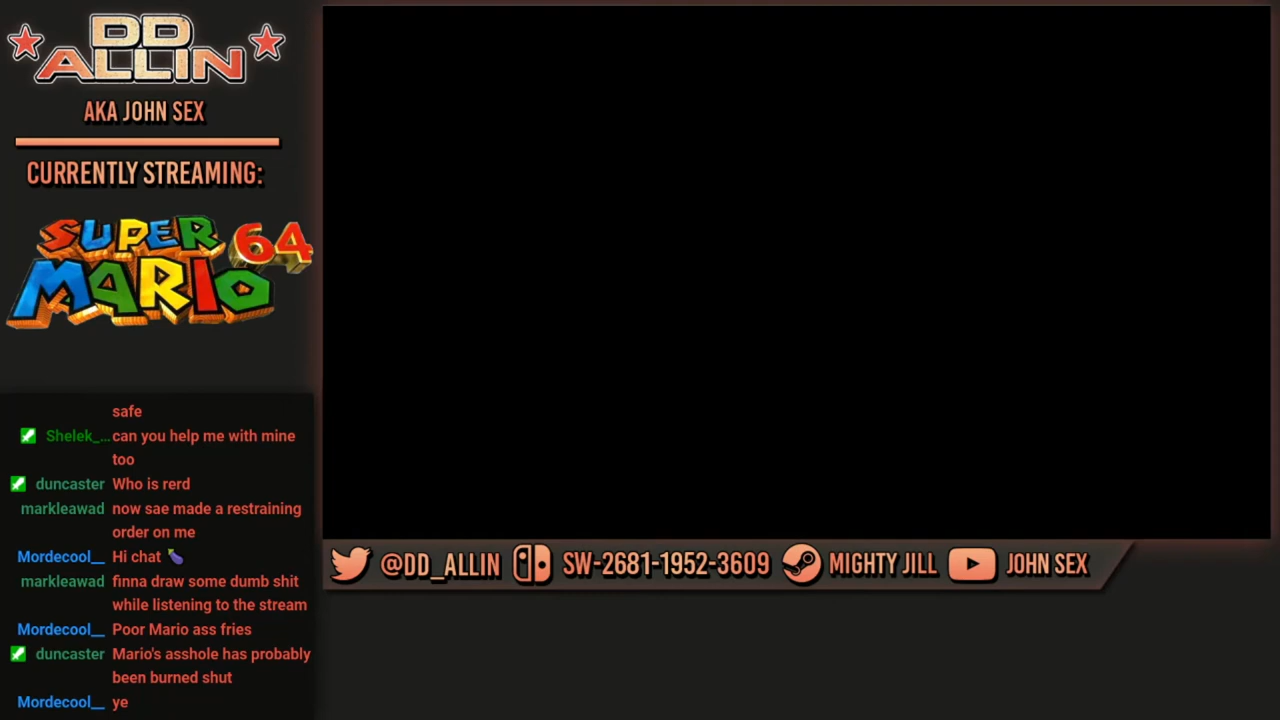 DD
ALLIN
AKA JOHN SEX
CURRENTLY STREAMING:
SUPER
MARIO 64
safe
Shelek_... can you help me with mine
too
duncaster Who is rerd
markleawad now sae made a restraining
order on me
Mordecool__ Hi chat 🍆
markleawad finna draw some dumb shit
while listening to the stream
Mordecool__ Poor Mario ass fries
duncaster Mario's asshole has probably
been burned shut
Mordecool__ ye
@DD_ALLIN SW-2681-1952-3609 MIGHTY JILL JOHN SEX